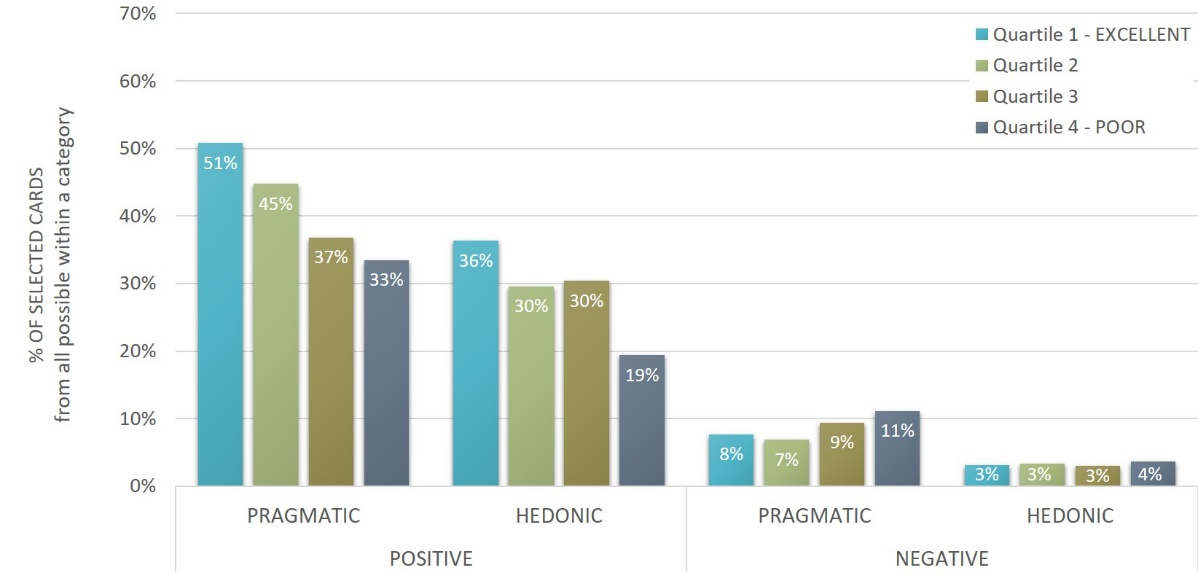 70%
60%
50%
40%
30%
20%
10%
0%
% OF SELECTED CARDS
from all possible within a category
Quartile 1 - EXCELLENT
Quartile 2
Quartile 3
Quartile 4 - POOR
51%
45%
37%
33%
36%
30%
30%
19%
8%
7%
9%
11%
3%
3%
3%
4%
PRAGMATIC
HEDONIC
PRAGMATIC
HEDONIC
POSITIVE
NEGATIVE